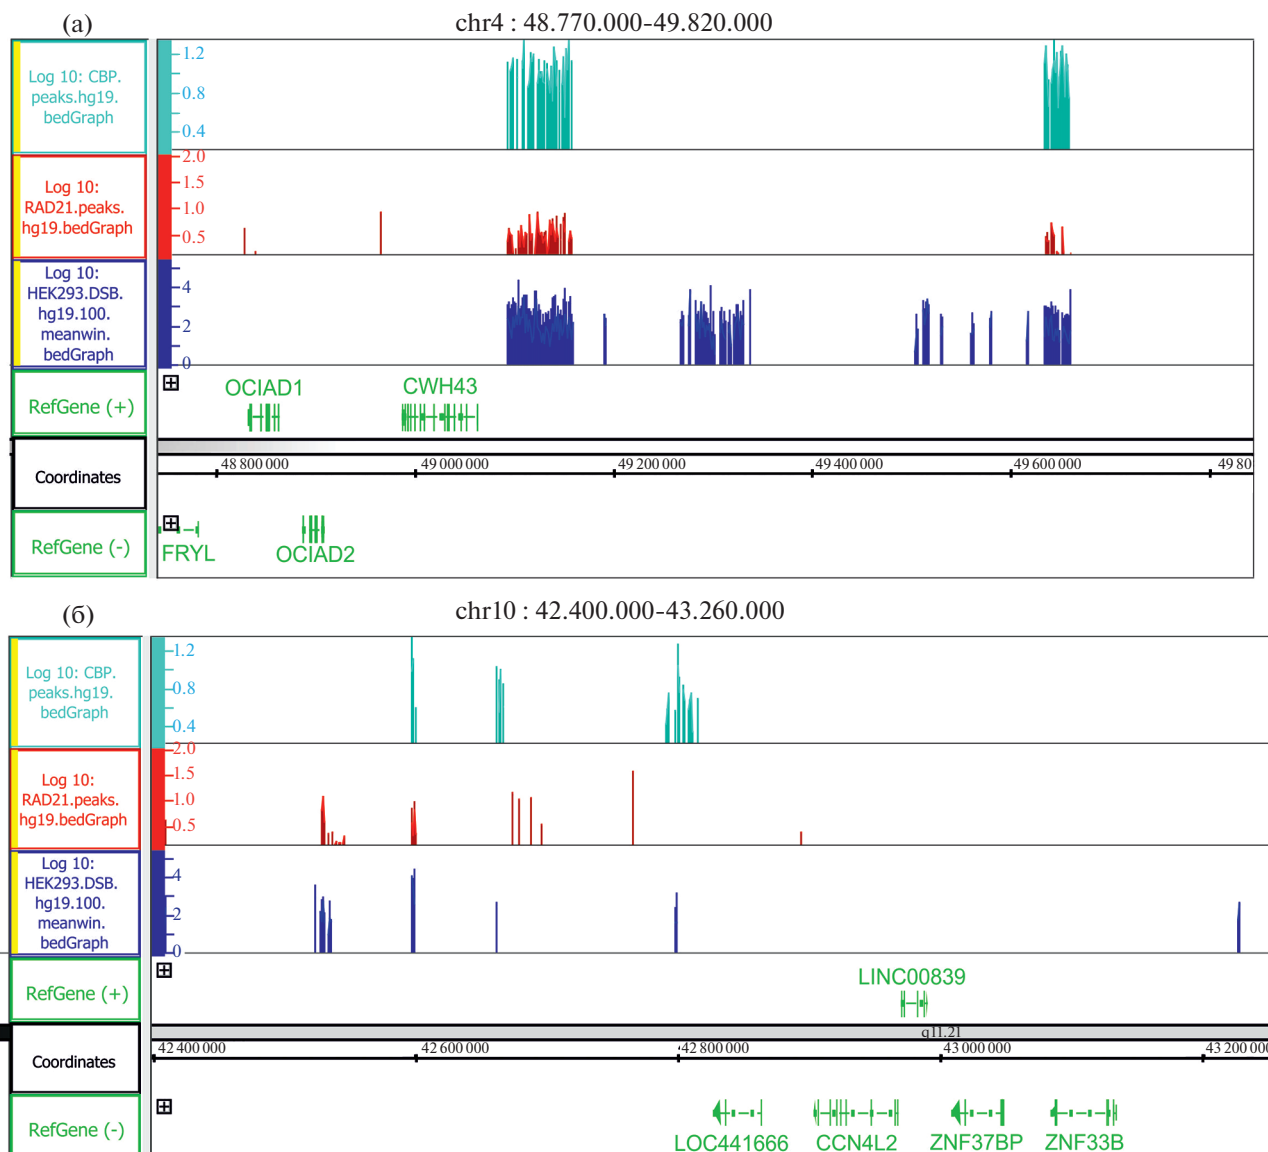 (а)
chr4 : 48.770.000-49.820.000
Log 10: CBP.
peaks.hg19.
bedGraph
1.2
0.8
0.4
Log 10:
RAD21.peaks.
hg19.bedGraph
2.0
1.5
1.0
0.5
Log 10:
HEK293.DSB.
hg19.100.
meanwin.
bedGraph
4
2
0
RefGene (+)
OCIAD1
CWH43
Coordinates
48 800 000
49 000 000
49 200 000
49 400 000
49 600 000
49 80
RefGene (-)
FRYL
OCIAD2
(б)
chr10 : 42.400.000-43.260.000
Log 10: CBP.
peaks.hg19.
bedGraph
1.2
0.8
0.4
Log 10:
RAD21.peaks.
hg19.bedGraph
2.0
1.5
1.0
0.5
Log 10:
HEK293.DSB.
hg19.100.
meanwin.
bedGraph
4
2
0
RefGene (+)
LINC00839
q11.21
Coordinates
42 400 000
42 600 000
42 800 000
43 000 000
43 200 000
RefGene (-)
LOC441666
CCN4L2
ZNF37BP
ZNF33B